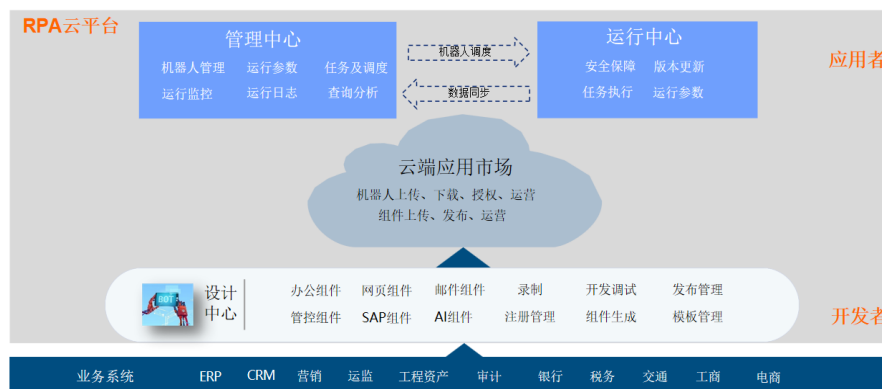 RPA云平台
管理中心
机器人管理 运行参数 任务及调度
运行监控 运行日志 查询分析
机器人调度
数据同步
运行中心
安全保障 版本更新
任务执行 运行参数
应用者
云端应用市场
机器人上传、下载、授权、运营
组件上传、发布、运营
BOT
设计
中心
办公组件 网页组件 邮件组件 录制 开发调试 发布管理
管控组件 SAP组件 AI组件 注册管理 组件生成 模板管理
开发者
业务系统 ERP CRM 营销 运监 工程资产 审计 银行 税务 交通 工商 电商